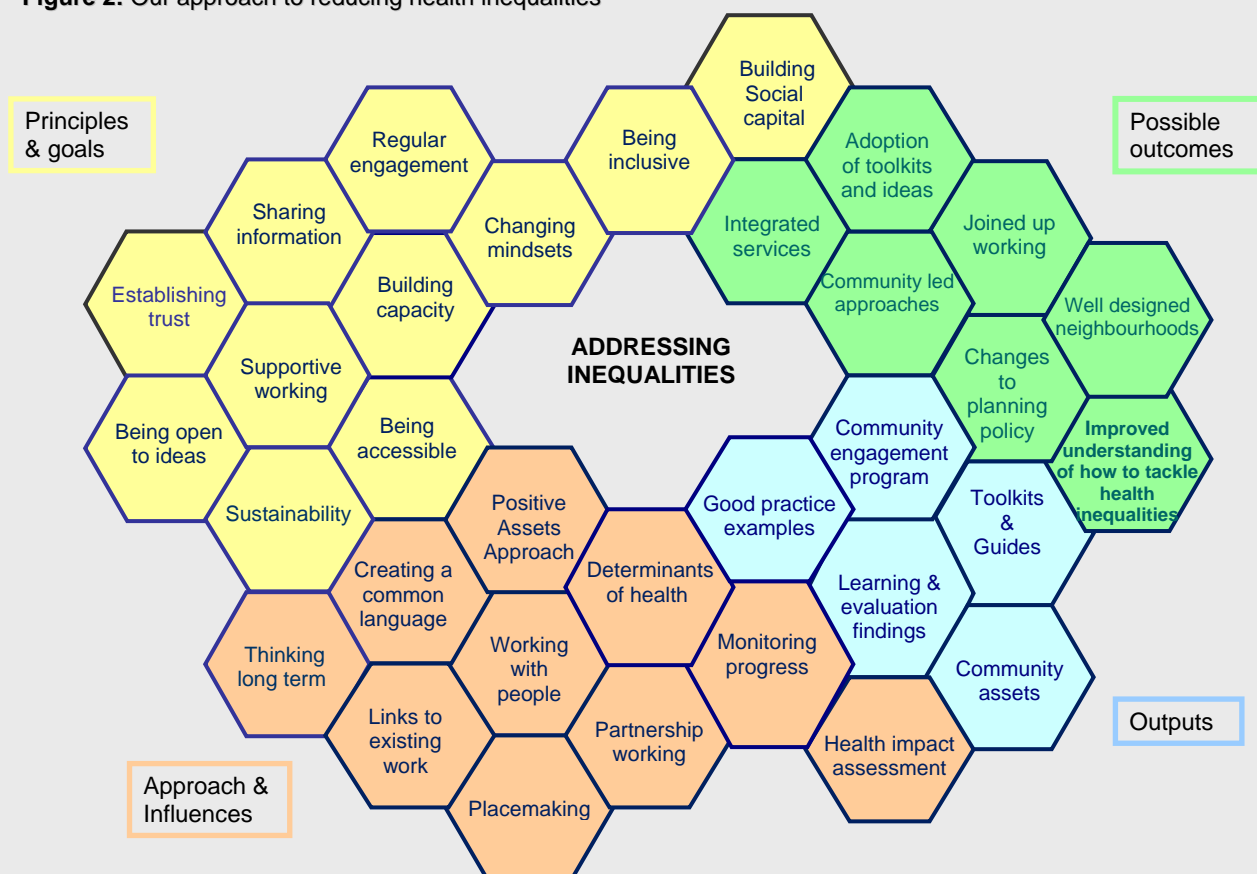 Figure 2: Our approach to reducing health inequalities
Principles
& goals
Building
Social
capital
Regular
engagement
Being
inclusive
Adoption
of toolkits
and ideas
Possible
outcomes
Sharing
information
Changing
mindsets
Integrated
services
Joined up
working
Establishing
trust
Building
capacity
Community led
approaches
Well designed
neighbourhoods
ADDRESSING
INEQUALITIES
Supportive
working
Changes
to
planning
policy
Being open
to ideas
Being
accessible
Community
engagement
program
Improved
understanding
of how to tackle
health
inequalities
Sustainability
Positive
Assets
Approach
Good practice
examples
Toolkits
&
Guides
Creating a
common
language
Determinants
of health
Learning &
evaluation
findings
Thinking
long term
Working
with
people
Monitoring
progress
Community
assets
Links to
existing
work
Partnership
working
Health impact
assessment
Outputs
Approach &
Influences
Placemaking